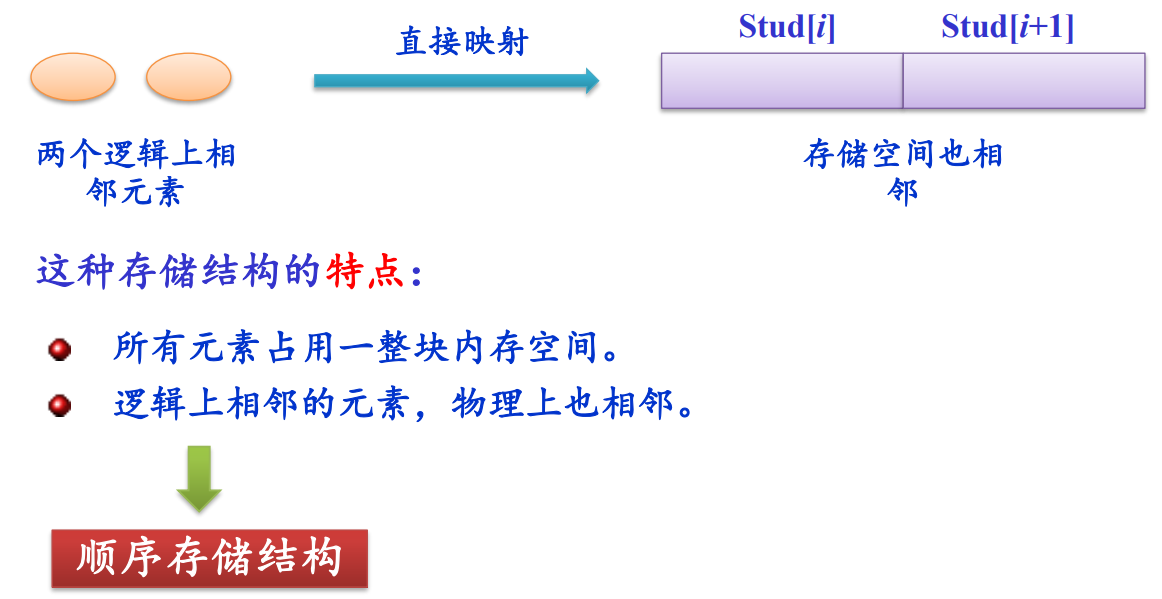 直接映射
Stud[i]
Stud[i+1]
两个逻辑上相
邻元素
存储空间也相
邻
这种存储结构的特点：
所有元素占用一整块内存空间。
逻辑上相邻的元素，物理上也相邻。
顺序存储结构